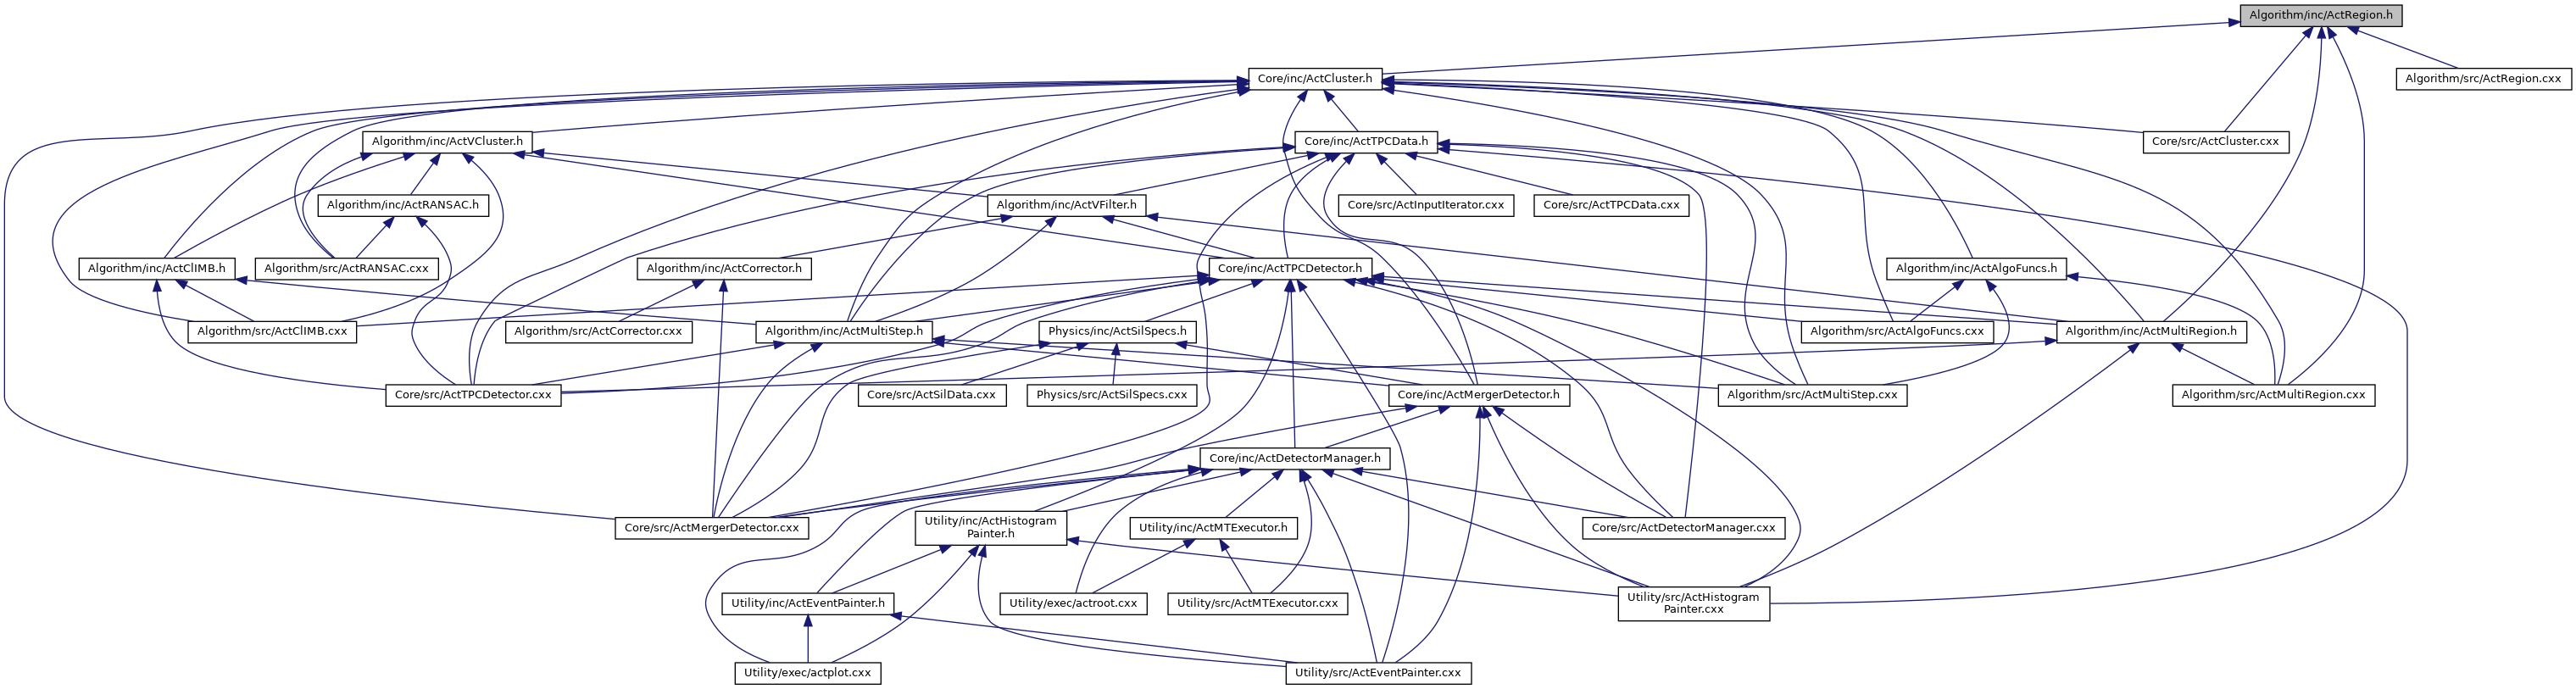 Algorithm/inc/ActRegion.h
Core/inc/ActCluster.h
Algorithm/src/ActRegion.cxx
Algorithm/inc/ActVCluster.h
Core/inc/ActTPCData.h
Core/src/ActCluster.cxx
Algorithm/inc/ActRANSAC.h
Algorithm/inc/ActVFilter.h
Core/src/ActInputIterator.cxx
Core/src/ActTPCData.cxx
Algorithm/inc/ActClIMB.h
Algorithm/src/ActRANSAC.cxx
Algorithm/inc/ActCorrector.h
Core/inc/ActTPCDetector.h
Algorithm/inc/ActAlgoFuncs.h
Algorithm/src/ActClIMB.cxx
Algorithm/src/ActCorrector.cxx
Algorithm/inc/ActMultiStep.h
Physics/inc/ActSilSpecs.h
Algorithm/src/ActAlgoFuncs.cxx
Algorithm/inc/ActMultiRegion.h
Core/src/ActTPCDetector.cxx
Core/src/ActSilData.cxx
Physics/src/ActSilSpecs.cxx
Core/inc/ActMergerDetector.h
Algorithm/src/ActMultiStep.cxx
Algorithm/src/ActMultiRegion.cxx
Core/inc/ActDetectorManager.h
Core/src/ActMergerDetector.cxx
Utility/inc/ActHistogram
Painter.h
Utility/inc/ActMTExecutor.h
Core/src/ActDetectorManager.cxx
Utility/inc/ActEventPainter.h
Utility/exec/actroot.cxx
Utility/src/ActMTExecutor.cxx
Utility/src/ActHistogram
Painter.cxx
Utility/exec/actplot.cxx
Utility/src/ActEventPainter.cxx